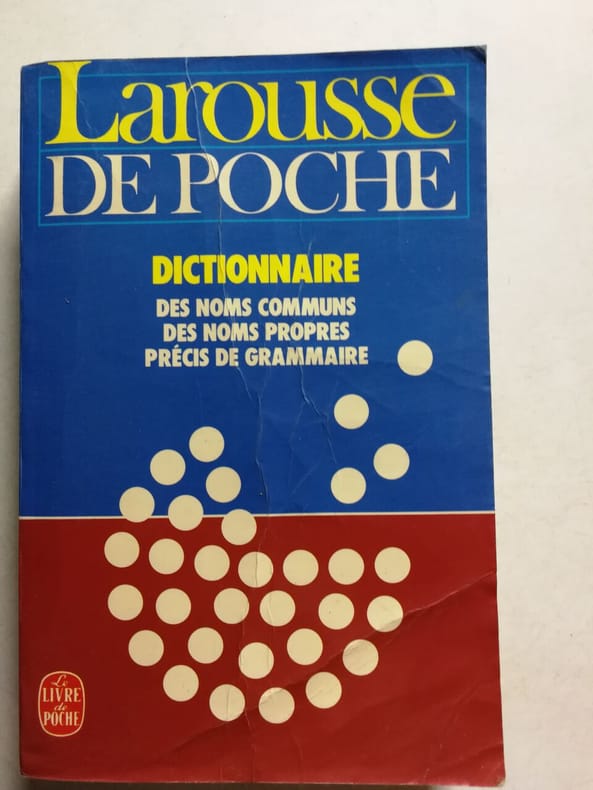 Larousse
DE POCHE
DICTIONNAIRE
DES NOMS COMMUNS
DES NOMS PROPRES
PRÉCIS DE GRAMMAIRE
Le
LIVRE
de
POCHE